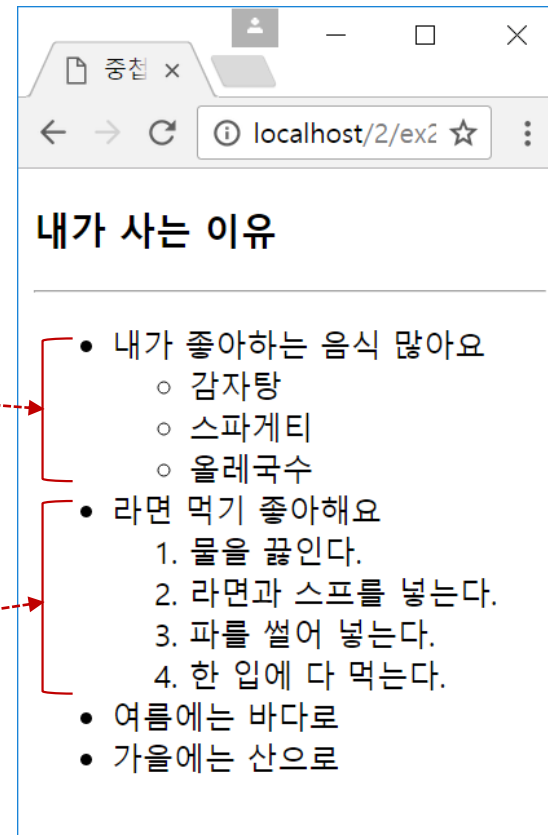 중첩
localhost/2/ex2
내가 사는 이유
내가 좋아하는 음식 많아요
감자탕
스파게티
올레국수
라면 먹기 좋아해요
1. 물을 끓인다.
2. 라면과 스프를 넣는다.
3. 파를 썰어 넣는다.
4. 한 입에 다 먹는다.
여름에는 바다로
가을에는 산으로